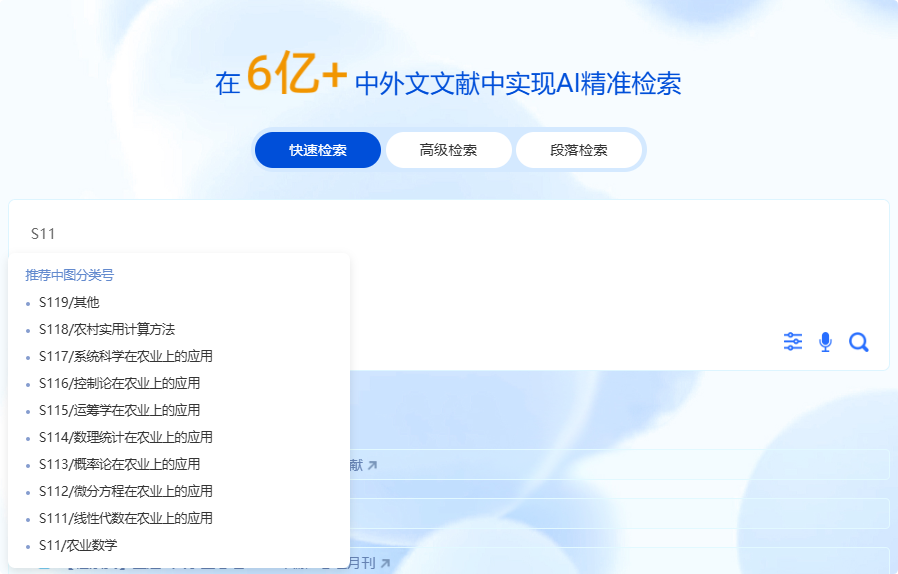 在 6亿+ 中外文文献中实现AI精准检索
快速检索 高级检索 段落检索
S11
推荐中图分类号
S119/其他
S118/农村实用计算方法
S117/系统科学在农业上的应用
S116/控制论在农业上的应用
S115/运筹学在农业上的应用
S114/数理统计在农业上的应用
S113/概率论在农业上的应用
献
S112/微分方程在农业上的应用
S111/线性代数在农业上的应用
S11/农业数学
月刊